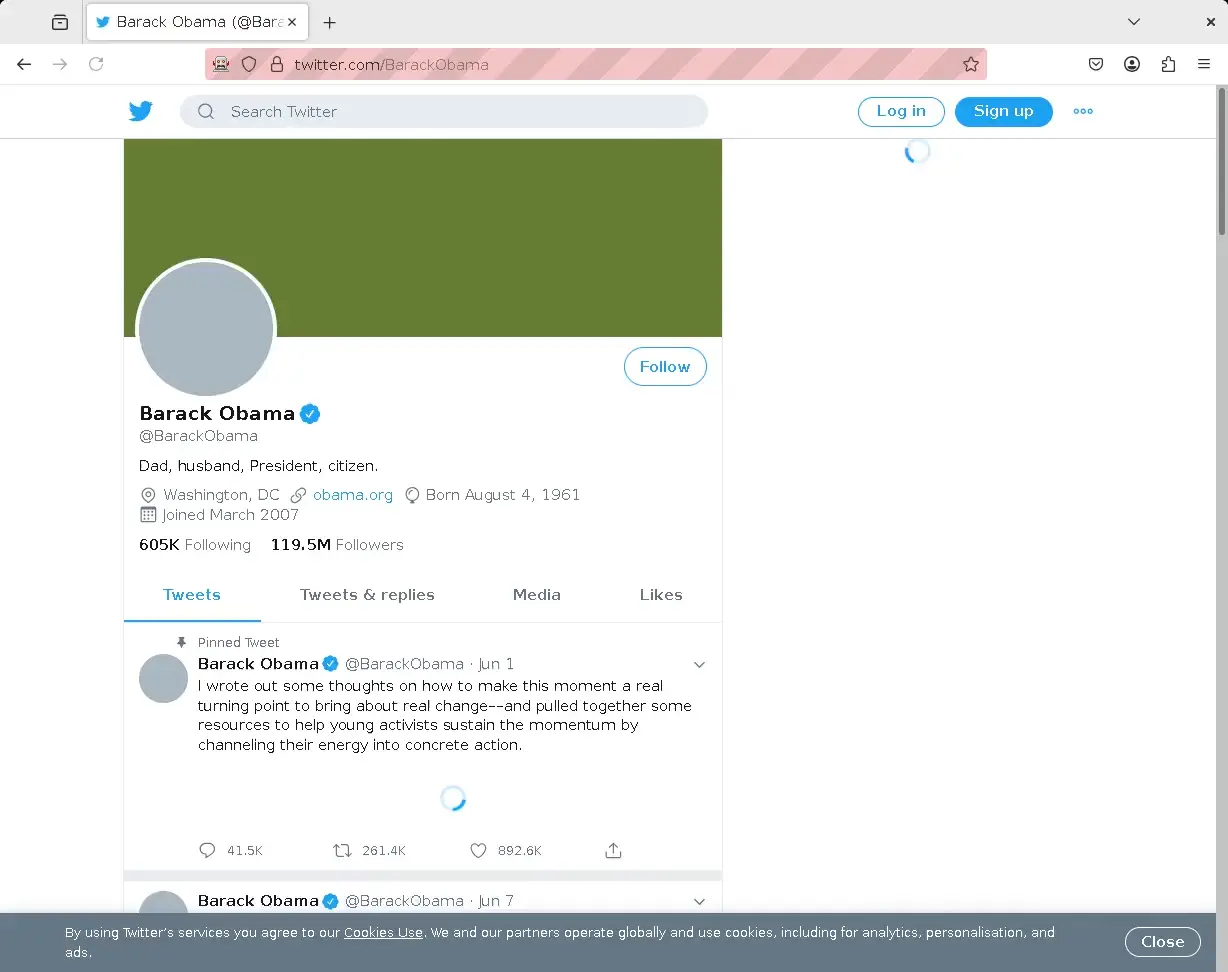 Barack Obama (@Bara
twitter.com/BarackObama
Search Twitter
Log in
Sign up
Follow
Barack Obama
@BarackObama
Dad, husband, President, citizen.
Washington, DC obama.org Born August 4, 1961
Joined March 2007
605K Following 119.5M Followers
Tweets Tweets & replies Media Likes
Pinned Tweet
Barack Obama @BarackObama · Jun 1
I wrote out some thoughts on how to make this moment a real
turning point to bring about real change––and pulled together some
resources to help young activists sustain the momentum by
channeling their energy into concrete action.
41.5K 261.4K 892.6K
Barack Obama @BarackObama · Jun 7
By using Twitter's services you agree to our Cookies Use. We and our partners operate globally and use cookies, including for analytics, personalisation, and
ads.
Close